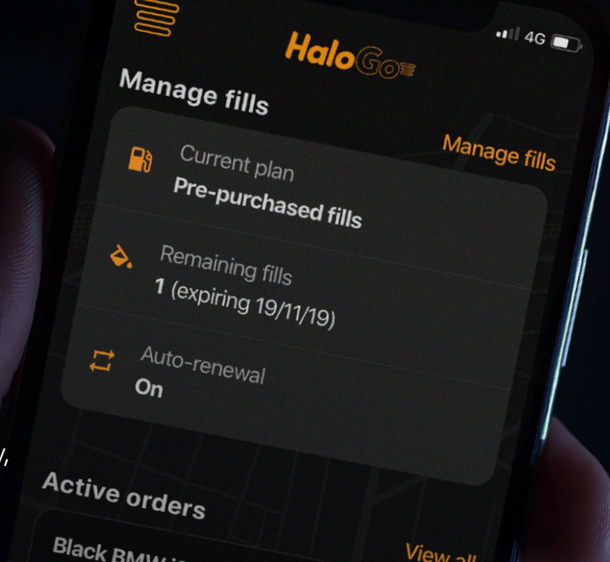 4G
HaloGo
Manage fills
Manage fills
Current plan
Pre-purchased fills
Remaining fills
1 (expiring 19/11/19)
Auto-renewal
On
Active orders
View all
Black BMW